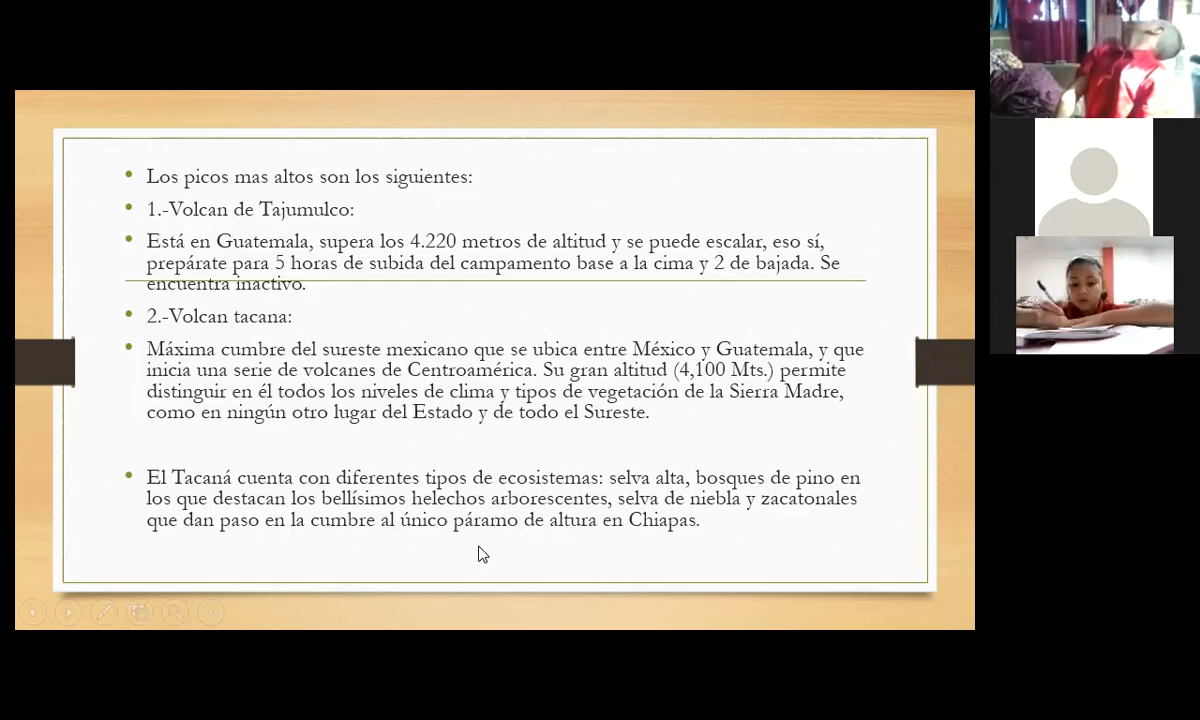 Los picos mas altos son los siguientes:
1.-Volcan de Tajumulco:
Está en Guatemala, supera los 4.220 metros de altitud y se puede escalar, eso sí,
prepárate para 5 horas de subida del campamento base a la cima y 2 de bajada. Se
encuentra inactivo.
2.-Volcan tacana:
Máxima cumbre del sureste mexicano que se ubica entre México y Guatemala, y que
inicia una serie de volcanes de Centroamérica. Su gran altitud (4,100 Mts.) permite
distinguir en él todos los niveles de clima y tipos de vegetación de la Sierra Madre,
como en ningún otro lugar del Estado y de todo el Sureste.
El Tacaná cuenta con diferentes tipos de ecosistemas: selva alta, bosques de pino en
los que destacan los bellísimos helechos arborescentes, selva de niebla y zacatonales
que dan paso en la cumbre al único páramo de altura en Chiapas.